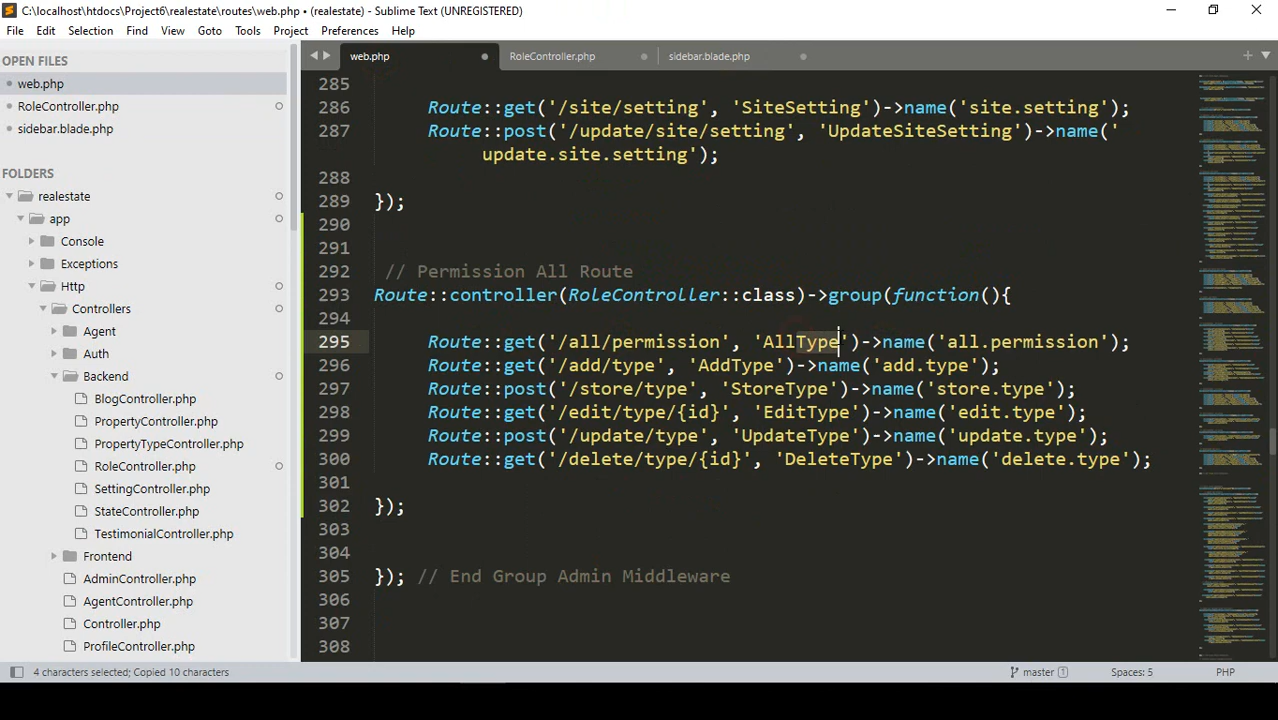 C:\localhost\htdocs\Project6\realestate\routes\web.php • (realestate) - Sublime Text (UNREGISTERED)
File Edit Selection Find View Goto Tools Project Preferences Help
OPEN FILES
web.php
RoleController.php
sidebar.blade.php
FOLDERS
realestate
app
Console
Exceptions
Http
Controllers
Agent
Auth
Backend
BlogController.php
PropertyController.php
PropertyTypeController.php
RoleController.php
SettingController.php
StateController.php
TestimonialController.php
Frontend
AdminController.php
AgentController.php
Controller.php
ProfileController.php
web.php RoleController.php sidebar.blade.php
285
286 Route::get('/site/setting', 'SiteSetting')->name('site.setting');
287 Route::post('/update/site/setting', 'UpdateSiteSetting')->name('
update.site.setting');
288
289 });
290
291
292 // Permission All Route
293 Route::controller(RoleController::class)->group(function(){
294
295 Route::get('/all/permission', 'AllType')->name('all.permission');
296 Route::get('/add/type', 'AddType')->name('add.type');
297 Route::post('/store/type', 'StoreType')->name('store.type');
298 Route::get('/edit/type/{id}', 'EditType')->name('edit.type');
299 Route::post('/update/type', 'UpdateType')->name('update.type');
300 Route::get('/delete/type/{id}', 'DeleteType')->name('delete.type');
301
302 });
303
304
305 }); // End Group Admin Middleware
306
307
308
4 characters selected; Copied 10 characters master 1 Spaces: 5 PHP